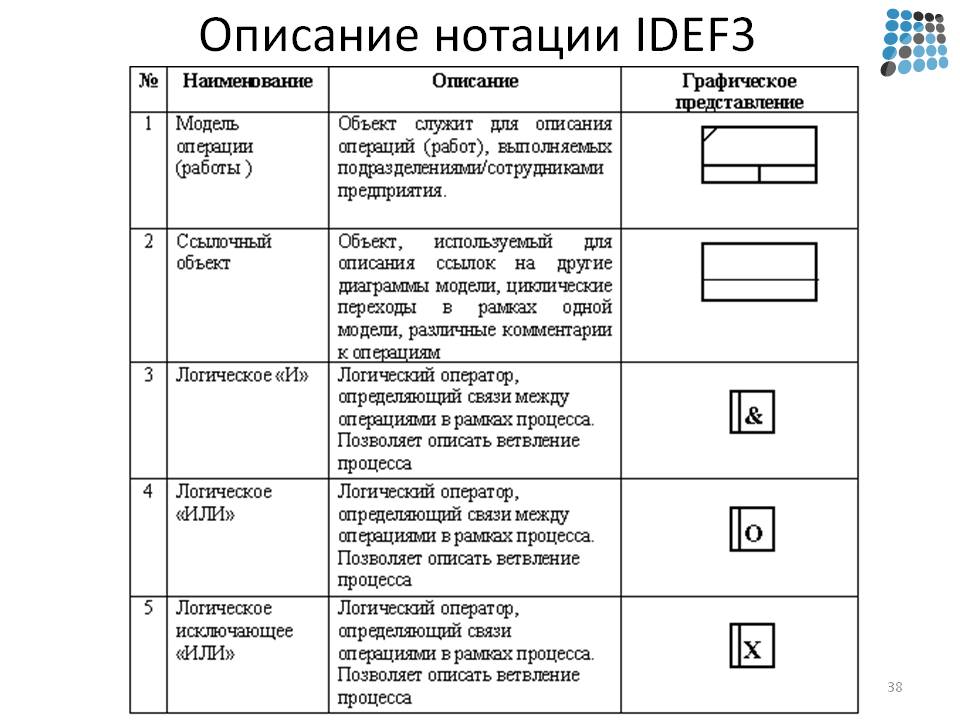 Описание нотации IDEF3
№ Наименование Описание Графическое
представление
1 Модель
операции
(работы )
Объект служит для описания
операций (работ), выполняемых
подразделениями/сотрудниками
предприятия.
2 Ссылочный
объект
Объект, используемый для
описания ссылок на другие
диаграммы модели, циклические
переходы в рамках одной
модели, различные комментарии
к операциям
3 Логическое «И»
Логический оператор,
определяющий связи между
операциями в рамках процесса.
Позволяет описать ветвление
процесса
&
4 Логическое
«ИЛИ»
Логический оператор,
определяющий связи между
операциями в рамках процесса.
Позволяет описать ветвление
процесса
O
5 Логическое
исключающее
«ИЛИ»
Логический оператор,
определяющий связи
операциями в рамках процесса.
Позволяет описать ветвление
процесса
X
38